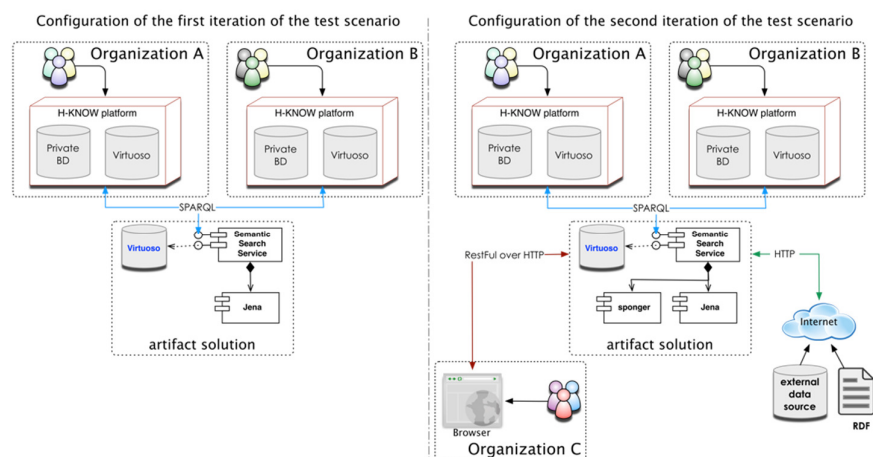 Configuration of the first iteration of the test scenario
Organization A
Organization B
H-KNOW platform
H-KNOW platform
Private
BD
Virtuoso
Private
BD
Virtuoso
SPARQL
Virtuoso
Semantic
Search
Service
Jena
artifact solution
Configuration of the second iteration of the test scenario
Organization A
Organization B
H-KNOW platform
H-KNOW platform
Private
BD
Virtuoso
Private
BD
Virtuoso
SPARQL
RestFul over HTTP
Virtuoso
Semantic
Search
Service
HTTP
sponger
Jena
Internet
artifact solution
external
data
source
RDF
Browser
Organization C